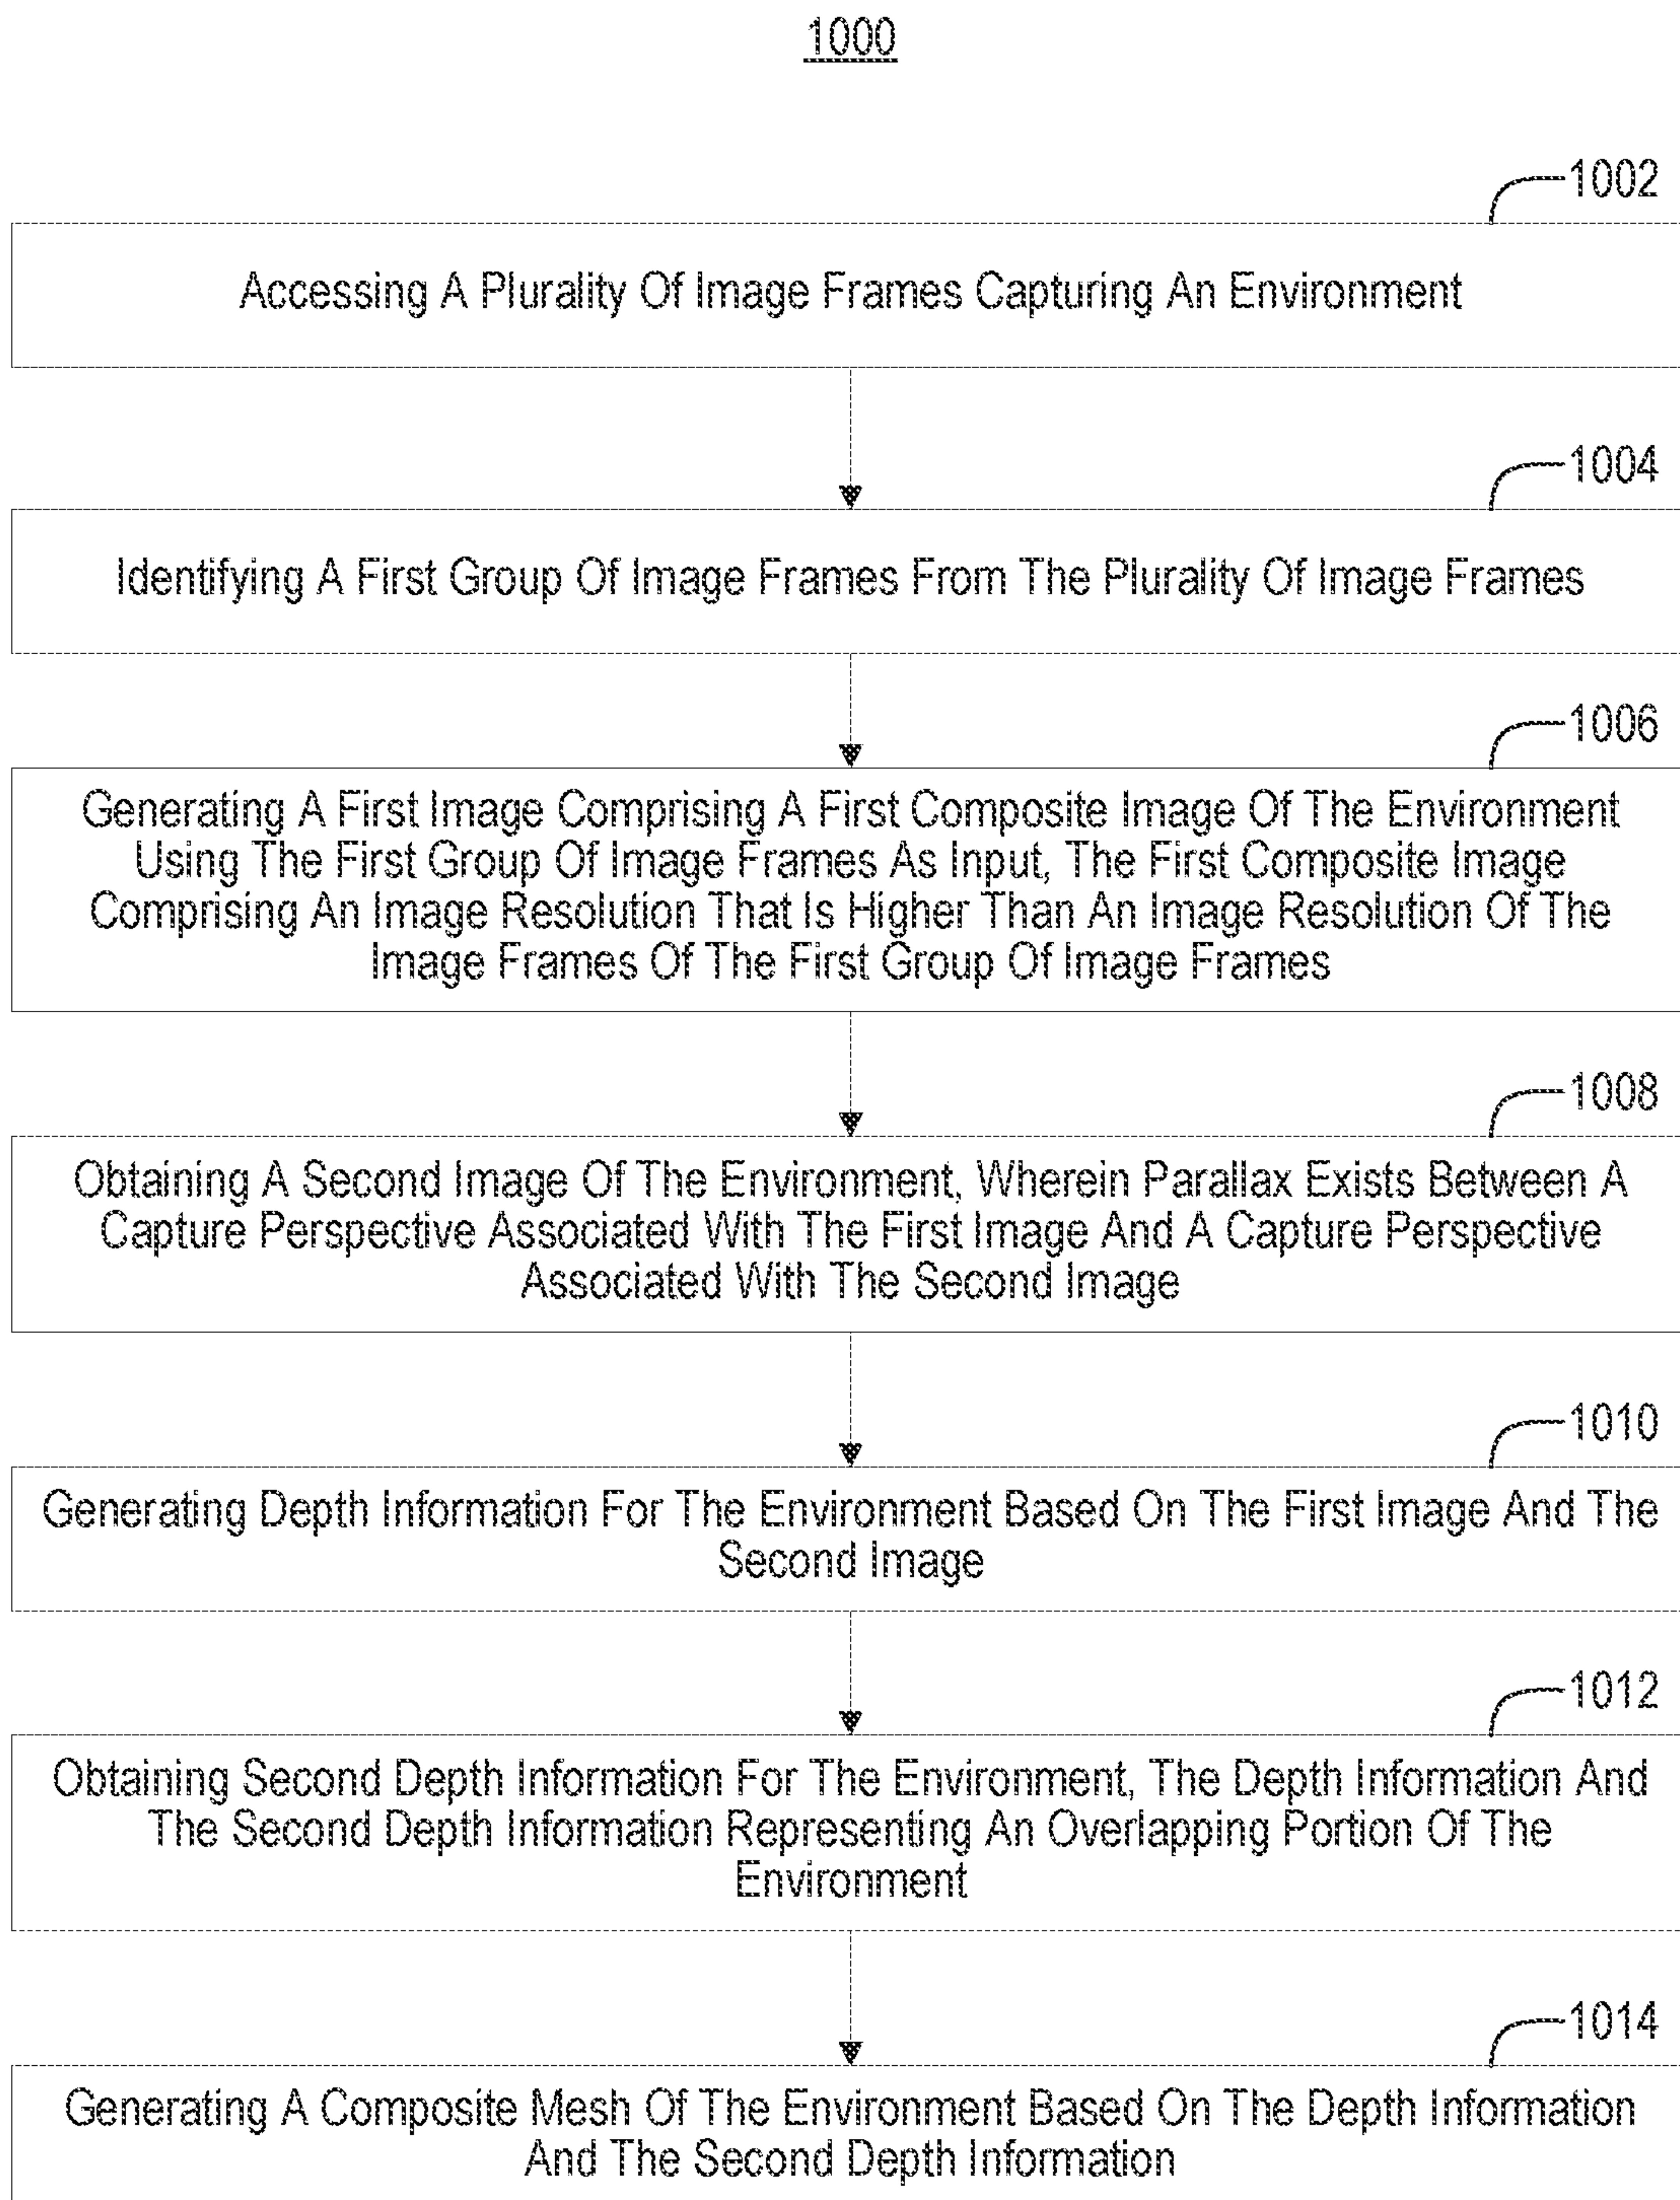 1000
1002
Accessing A Plurality Of Image Frames Capturing An Environment
1004
Identifying A First Group Of Image Frames From The Plurality Of Image Frames
1006
Generating A First Image Comprising A First Composite Image Of The Environment
Using The First Group Of Image Frames As Input, The First Composite Image
Comprising An Image Resolution That Is Higher Than An Image Resolution Of The
Image Frames Of The First Group Of Image Frames
1008
Obtaining A Second Image Of The Environment, Wherein Parallax Exists Between A
Capture Perspective Associated With The First Image And A Capture Perspective
Associated With The Second Image
1010
Generating Depth Information For The Environment Based On The First Image And The
Second Image
1012
Obtaining Second Depth Information For The Environment, The Depth Information And
The Second Depth Information Representing An Overlapping Portion Of The
Environment
1014
Generating A Composite Mesh Of The Environment Based On The Depth Information
And The Second Depth Information